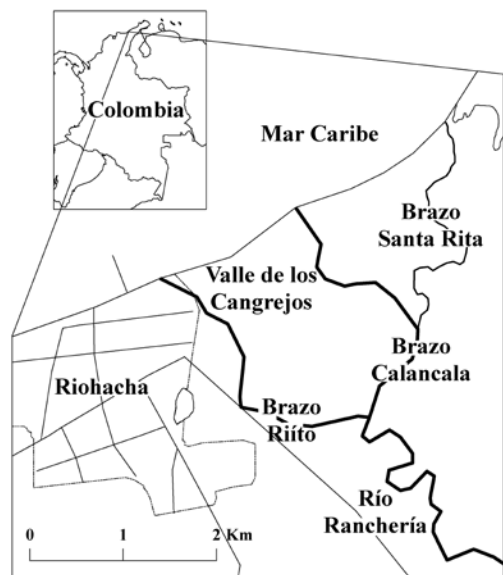 Colombia
Mar Caribe
Brazo
Santa Rita
Valle de los
Cangrejos
Brazo
Calancala
Riohacha
Brazo
Riíto
Río
Ranchería
0 1 2 Km